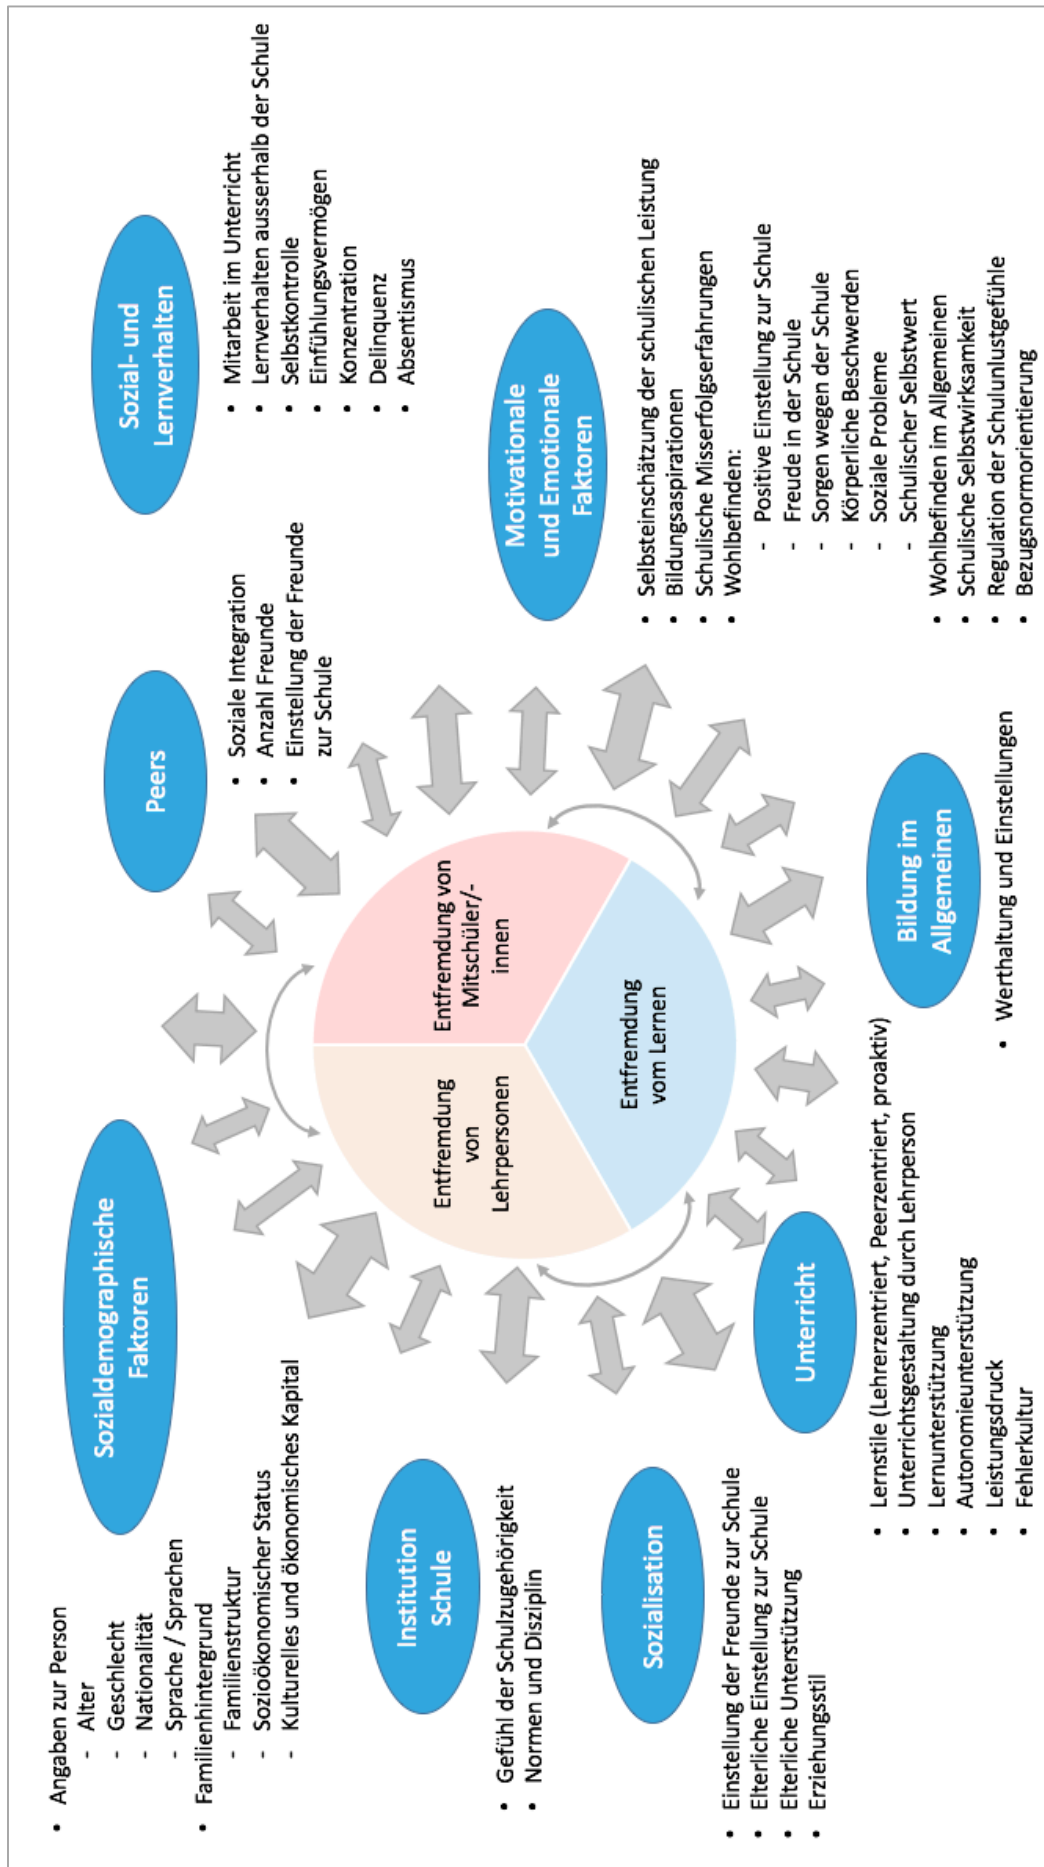 Sozialdemographische
Faktoren
• Angaben zur Person
- Alter
- Geschlecht
- Nationalität
- Sprache / Sprachen
• Familienhintergrund
- Familienstruktur
- Sozioökonomischer Status
- Kulturelles und ökonomisches Kapital
Peers
• Soziale Integration
• Anzahl Freunde
• Einstellung der Freunde
zur Schule
Sozial- und
Lernverhalten
• Mitarbeit im Unterricht
• Lernverhalten ausserhalb der Schule
• Selbstkontrolle
• Einfühlungsvermögen
• Konzentration
• Delinquenz
• Absentismus
Institution
Schule
• Gefühl der Schulzugehörigkeit
• Normen und Disziplin
Entfremdung
von
Lehrpersonen
Entfremdung von
Mitschüler/-
innen
Entfremdung
vom Lernen
Motivationale
und Emotionale
Faktoren
• Selbsteinschätzung der schulischen Leistung
• Bildungsaspirationen
• Schulische Misserfolgserfahrungen
• Wohlbefinden:
- Positive Einstellung zur Schule
- Freude in der Schule
- Sorgen wegen der Schule
- Körperliche Beschwerden
- Soziale Probleme
- Schulischer Selbstwert
• Wohlbefinden im Allgemeinen
• Schulische Selbstwirksamkeit
• Regulation der Schulunlustgefühle
• Bezugsnormorientierung
Sozialisation
• Einstellung der Freunde zur Schule
• Elterliche Einstellung zur Schule
• Elterliche Unterstützung
• Erziehungsstil
Unterricht
• Lernstile (Lehrerzentriert, Peerzentriert, proaktiv)
• Unterrichtsgestaltung durch Lehrperson
• Lernunterstützung
• Autonomieunterstützung
• Leistungsdruck
• Fehlerkultur
Bildung im
Allgemeinen
• Werthaltung und Einstellungen